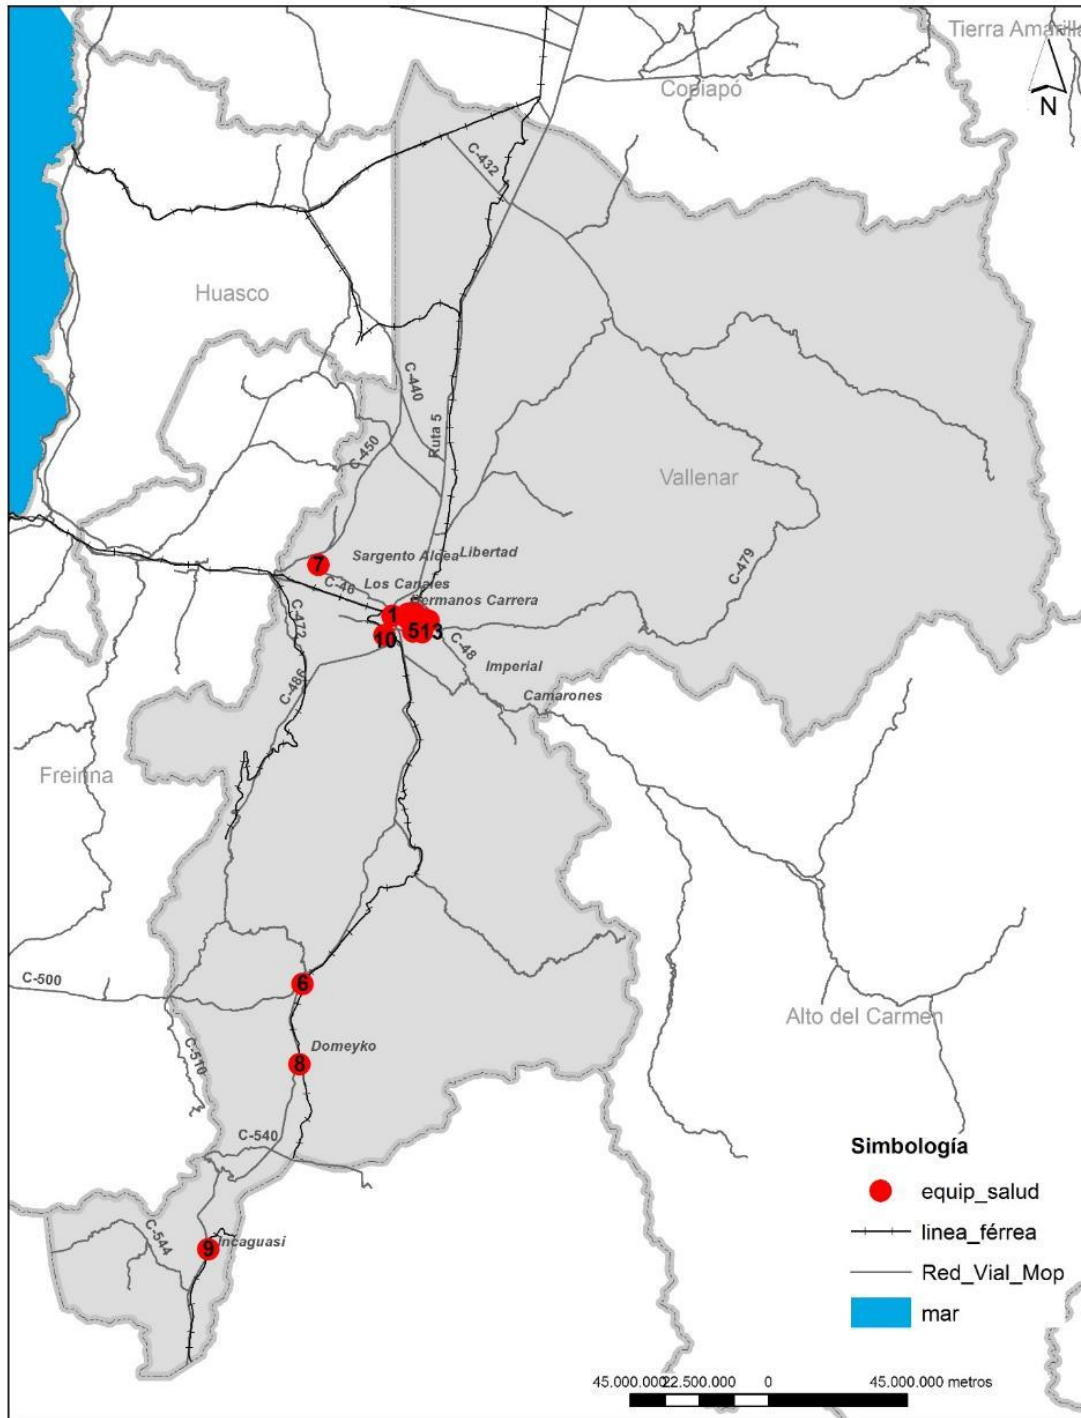 Tierra Amarilla
Copiapó
N
C-432
Huasco
C-440
Ruta 5
C-450
Vallenar
Sargento Aldea
Libertad
7
C-46
Los Canales
C-479
Hermanos Carrera
1
513
10
C-472
C-48
Imperial
C-486
Camarones
Freirina
C-500
6
Alto del Carmen
Domeyko
C-510
8
C-540
Simbología
equip_salud
linea_férrea
C-544
Incaguasi
9
Red_Vial_Mop
mar
45.000.000 22.500.000 0 45.000.000 metros